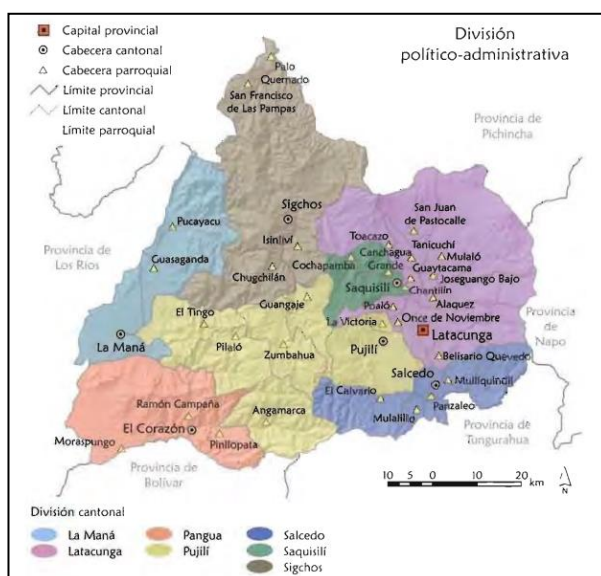 Capital provincial
Cabecera cantonal
Cabecera parroquial
Límite provincial
Límite cantonal
Límite parroquial
División
político-administrativa
Palo
Quemado
San Francisco
de Las Pampas
Provincia de
Pichincha
Sigchos
San Juan
de Pastocalle
Pucayacu
Isinliví
Toacazo
Tanicuchí
Canchagua
Mulaló
Provincia de
Los Ríos
Guasaganda
Chugchilán
Cochapamba
Grande
Guaytacama
Joseguango Bajo
Saquisilí
Chantilín
Guangaje
Alaquez
El Tingo
Poaló
Once de Noviembre
La Victoria
Latacunga
Provincia de
Napo
La Maná
Pilaló
Zumbahua
Pujilí
Belisario Quevedo
Salcedo
Mulliquindil
Ramón Campaña
El Calvario
Panzaleo
Angamarca
El Corazón
Mulalillo
Moraspungo
Pinllopata
Provincia de
Tungurahua
Provincia de
Bolívar
10 5 0 10 20
km
N
División cantonal
La Maná
Pangua
Salcedo
Latacunga
Pujilí
Saquisilí
Sigchos